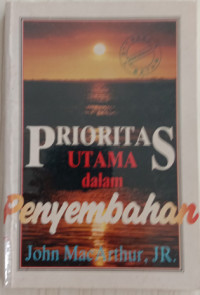 PRIORITAS
UTAMA
dalam
Penyembahan
John MacArthur, JR.